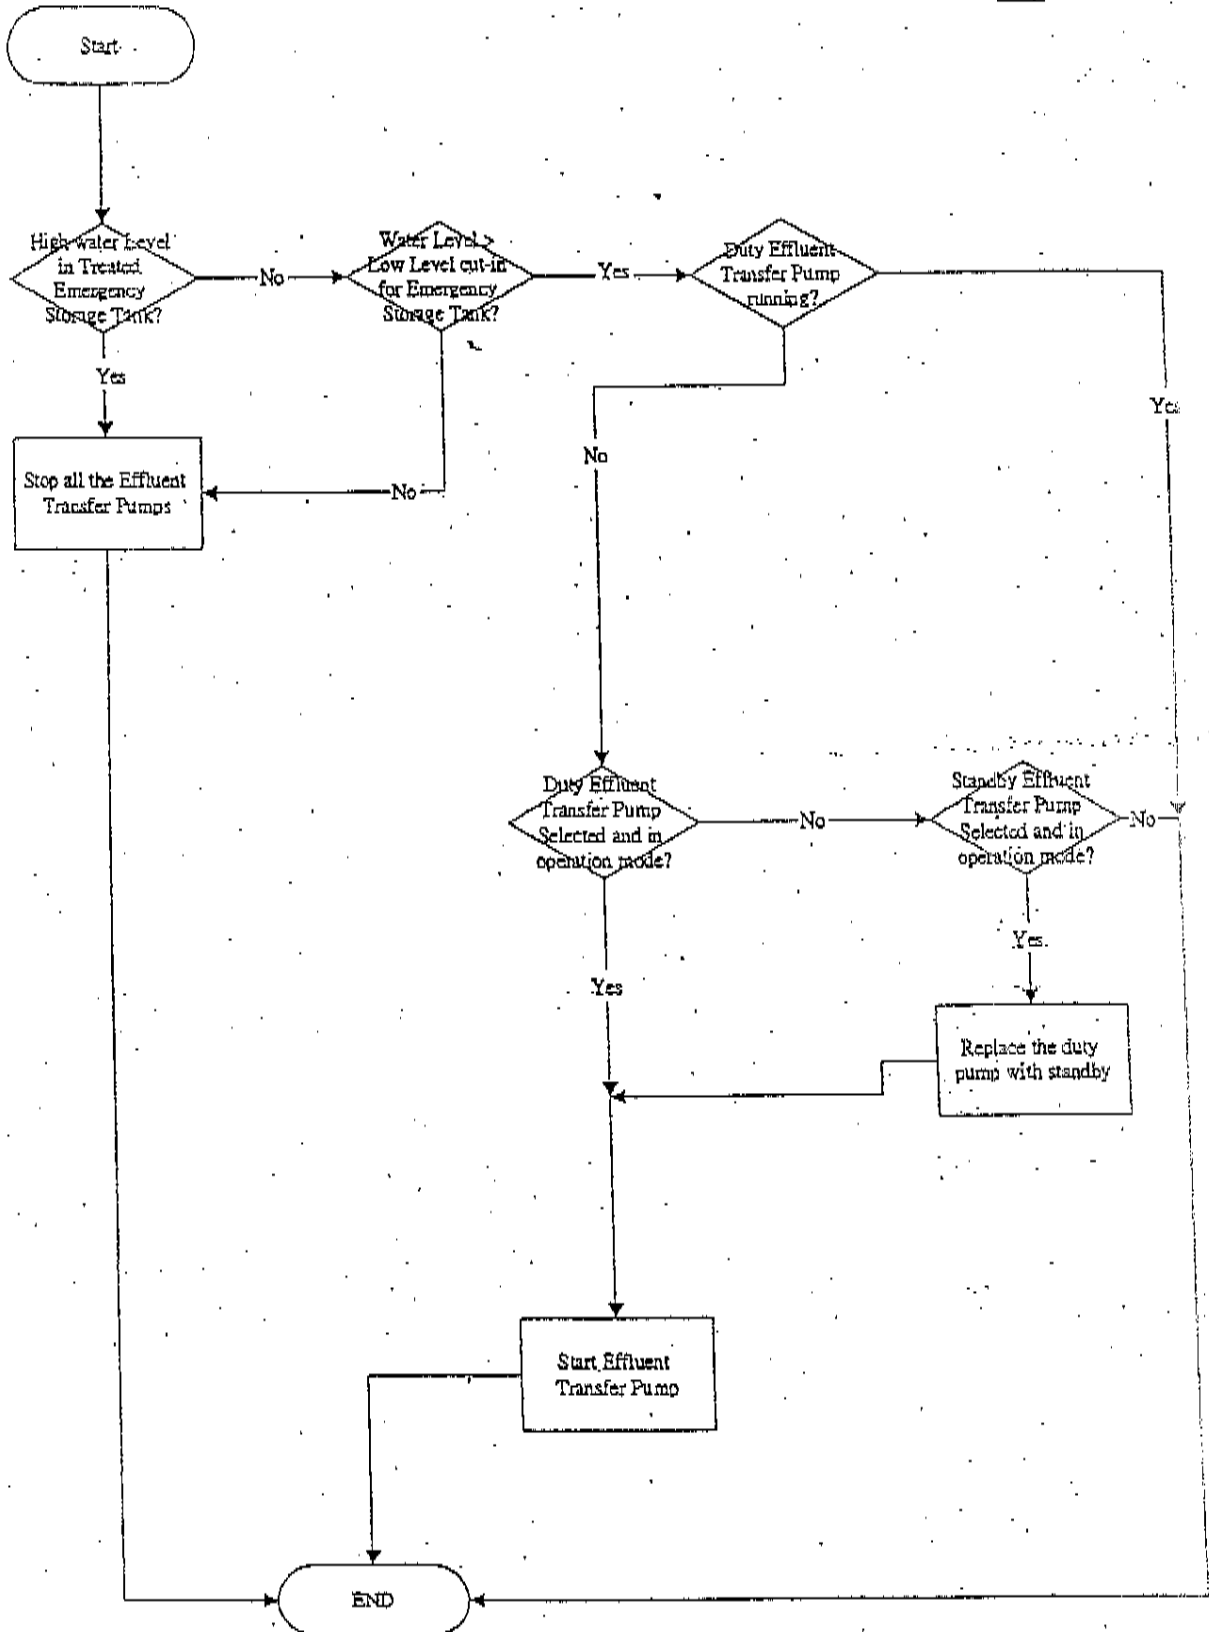 Start
High water Level
in Treated
Emergency
Storage Tank?
No
Water Level >
Low Level cut-in
for Emergency
Storage Tank?
Yes
Duty Effluent
Transfer Pump
running?
Yes
Yes
Stop all the Effluent
Transfer Pumps
No
No
Duty Effluent
Transfer Pump
Selected and in
operation mode?
No
Standby Effluent
Transfer Pump
Selected and in
operation mode?
No
Yes
Yes
Replace the duty
pump with standby
Start Effluent
Transfer Pump
END